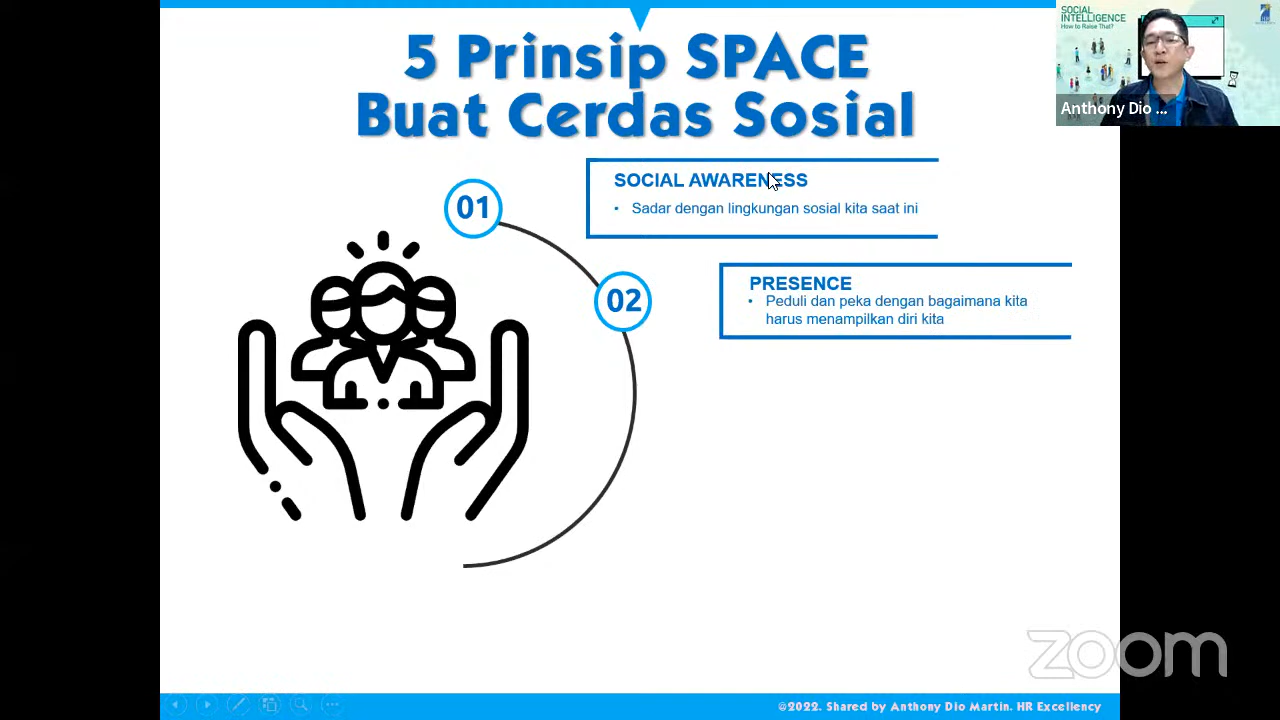 5 Prinsip SPACE
Buat Cerdas Sosial
SOCIAL INTELLIGENCE
How to Raise That?
Anthony Dio ...
01
SOCIAL AWARENESS
• Sadar dengan lingkungan sosial kita saat ini
02
PRESENCE
• Peduli dan peka dengan bagaimana kita
harus menampilkan diri kita
zoom
©2022. Shared by Anthony Dio Martin. HR Excellency